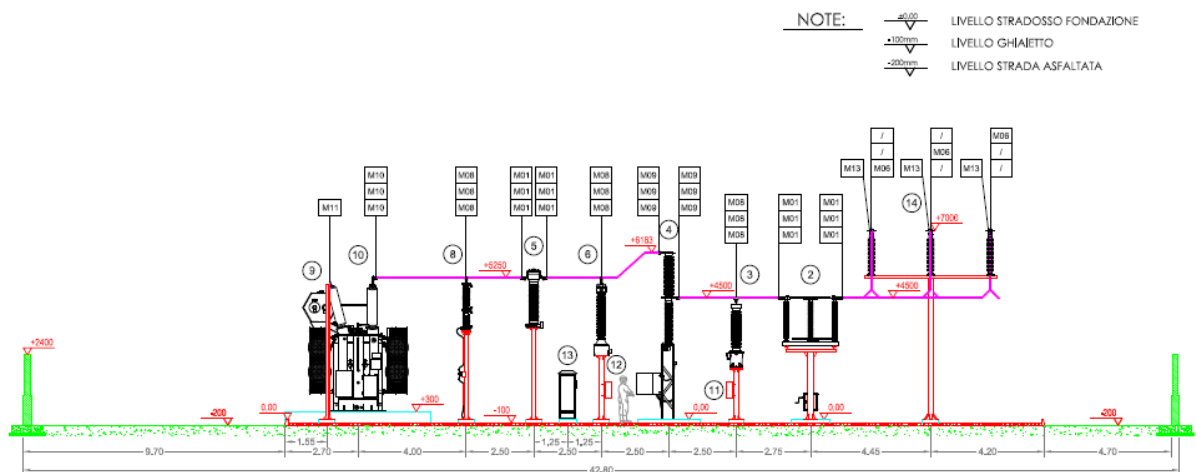 NOTE:
±0,00 LIVELLO STRADOSSO FONDAZIONE
+100mm LIVELLO GHIAIETTO
-200mm LIVELLO STRADA ASFALTATA
/ / M06
/ M06 /
M13 M06 M13 / M13 /
M10 M08 M01 M01 M08 M09 M09
M10 M08 M01 M01 M08 M09 M09
M11 M10 M08 M01 M01 M08 M09 M09
M08 M01 M01
M08 M01 M01
M08 M01 M01
14
+7006
4
10 8 5 6 +6183
9 +5250 3 2
+4500 +4500
+2400 13 12 11
+300
-200 0,00 -100 0,00 0,00 -200
1.55 1,25 1,25
9.70 2.70 4.00 2.50 2.50 2.50 2.50 2.75 4.45 4.20 4.70
42.80